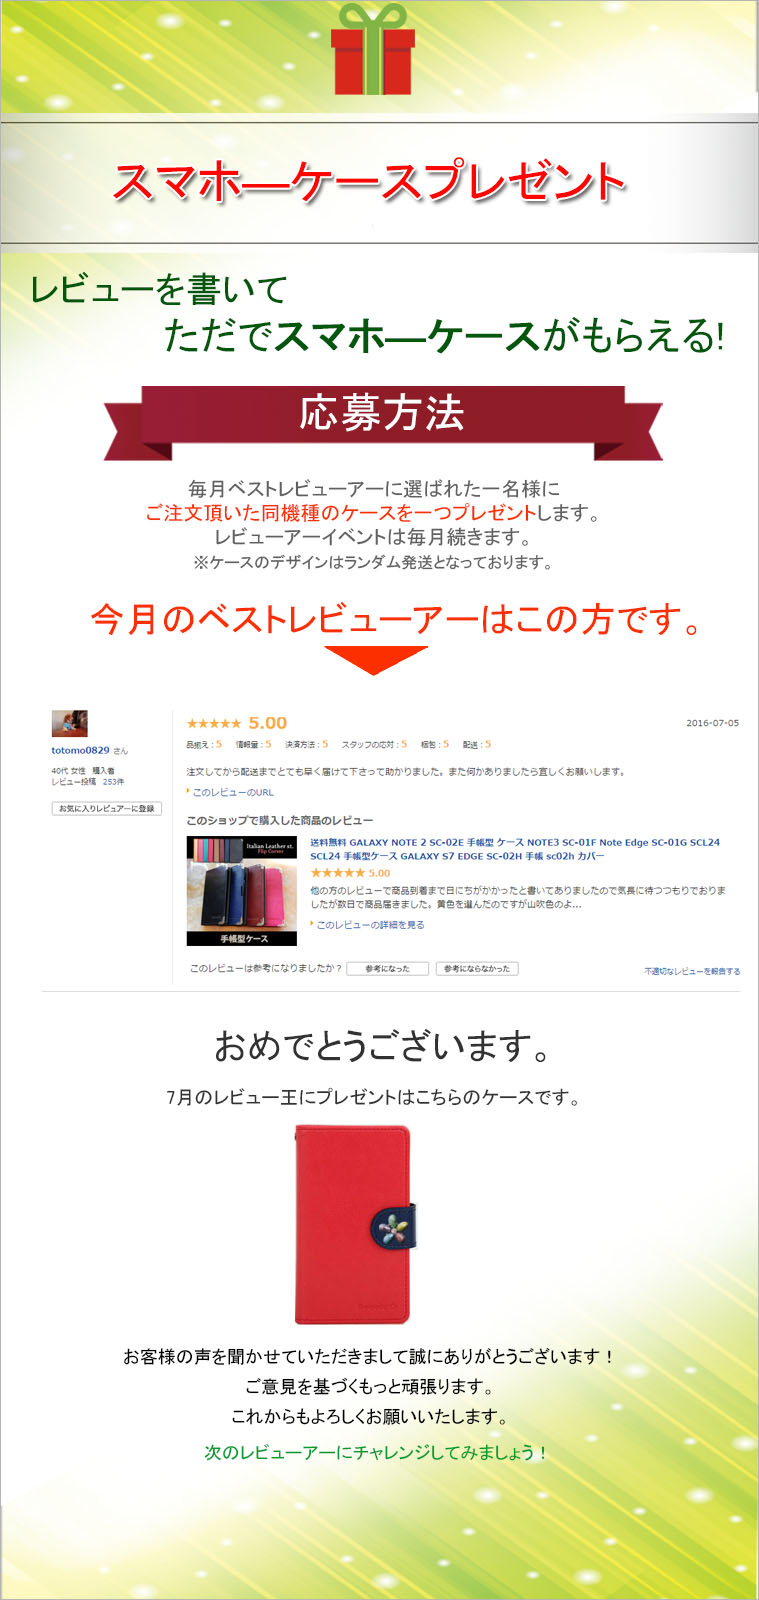 スマホ―ケースプレゼント
レビューを書いて
ただでスマホ―ケースがもらえる!
応募方法
毎月ベストレビューアーに選ばれた一名様に
ご注文頂いた同機種のケースを一つプレゼントします。
レビューアーイベントは毎月続きます。
※ケースのデザインはランダム発送となっております。
今月のベストレビューアーはこの方です。
★★★★★ 5.00
2016-07-05
totomo0829 さん
品揃え：5 情報量：5 決済方法：5 スタッフの応対：5 梱包：5 配送：5
40代 女性 購入者
レビュー投稿 253件
注文してから配送までとても早く届けて下さって助かりました。また何かありましたら宜しくお願いします。
このレビューのURL
お気に入りレビュアーに登録
このショップで購入した商品のレビュー
Italian Leather st.
Flip Cover
手帳型ケース
送料無料 GALAXY NOTE 2 SC-02E 手帳型 ケース NOTE3 SC-01F Note Edge SC-01G SCL24
SCL24 手帳型ケース GALAXY S7 EDGE SC-02H 手帳 sc02h カバー
★★★★★ 5.00
他の方のレビューで商品到着まで日にちがかかったと書いてありましたので気長に待つつもりでおりま
したが数日で商品届きました。黄色を選んだのですが山吹色のよ...
このレビューの詳細を見る
このレビューは参考になりましたか？ 参考になった 参考にならなかった
不適切なレビューを報告する
おめでとうございます。
7月のレビュー王にプレゼントはこちらのケースです。
お客様の声を聞かせていただきまして誠にありがとうございます！
ご意見を基づくもっと頑張ります。
これからもよろしくお願いいたします。
次のレビューアーにチャレンジしてみましょう！